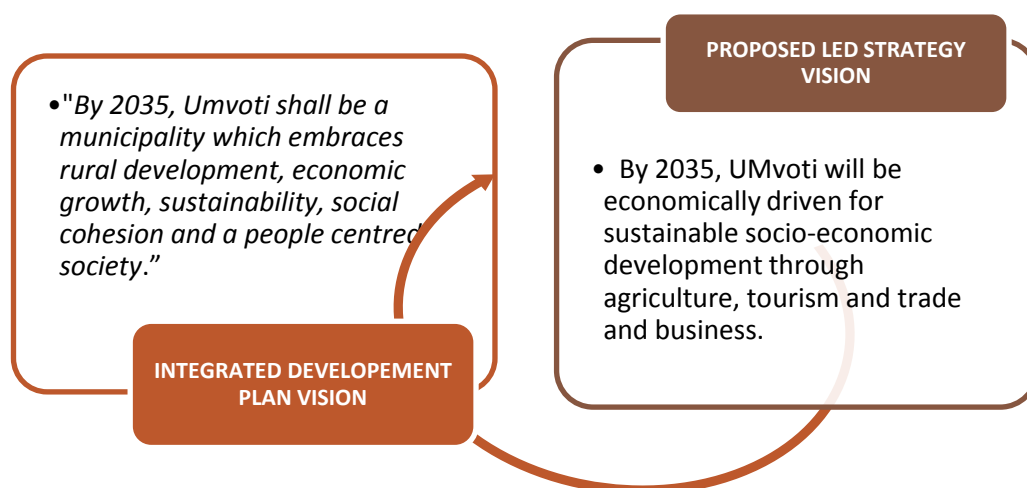 •"By 2035, Umvoti shall be a
municipality which embraces
rural development, economic
growth, sustainability, social
cohesion and a people centred
society.”
INTEGRATED DEVELOPEMENT
PLAN VISION
PROPOSED LED STRATEGY
VISION
• By 2035, UMvoti will be
economically driven for
sustainable socio-economic
development through
agriculture, tourism and trade
and business.